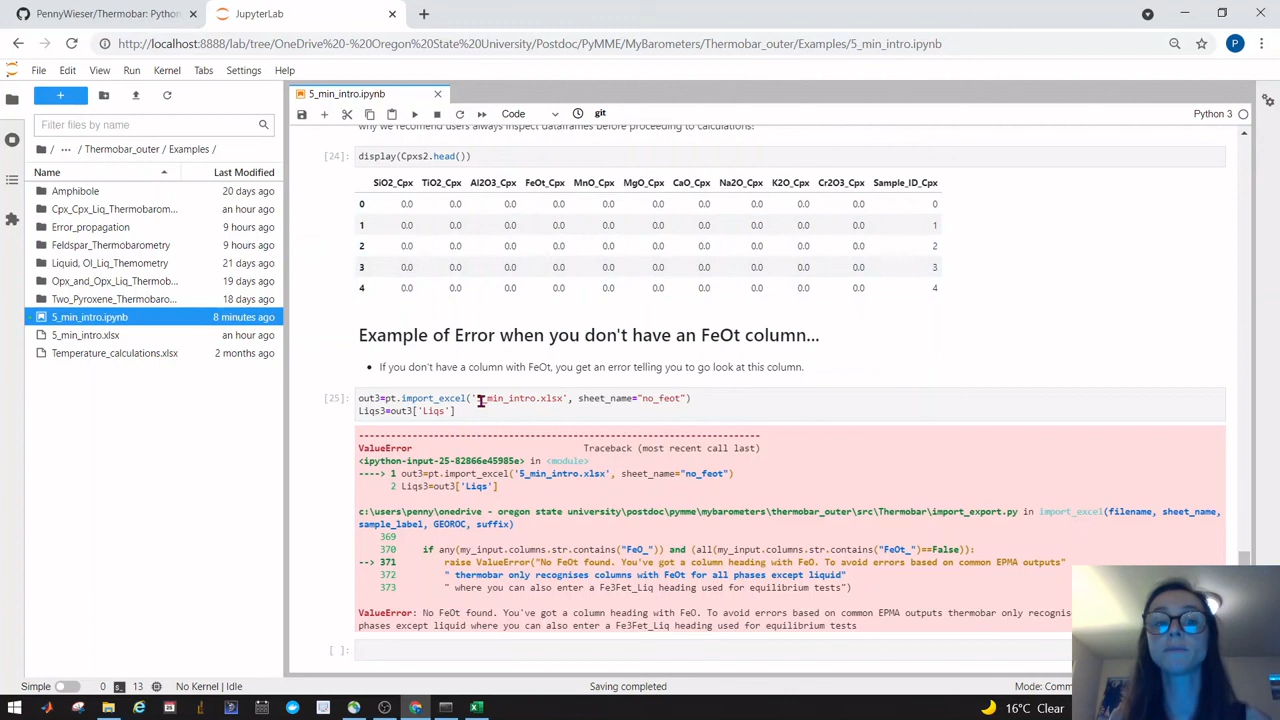 PennyWieser/Thermobar: Python
JupyterLab
http://localhost:8888/lab/tree/OneDrive%20-%20Oregon%20State%20University/Postdoc/PyMME/MyBarometers/Thermobar_outer/Examples/5_min_intro.ipynb
P
File Edit View Run Kernel Tabs Settings Help
5_min_intro.ipynb
Code
git
Python 3
Filter files by name
/ ··· / Thermobar_outer / Examples /
Name Last Modified
Amphibole 20 days ago
Cpx_Cpx_Liq_Thermobarom... an hour ago
Error_propagation 9 hours ago
Feldspar_Thermobarometry 9 hours ago
Liquid, Ol_Liq_Themometry 21 days ago
Opx_and_Opx_Liq_Thermob... 19 days ago
Two_Pyroxene_Thermobaro... 18 days ago
5_min_intro.ipynb 8 minutes ago
5_min_intro.xlsx an hour ago
Temperature_calculations.xlsx 2 months ago
why we recomend users always inspect dataframes before proceeding to calculations!
[24]: display(Cpxs2.head())
SiO2_Cpx TiO2_Cpx Al2O3_Cpx FeOt_Cpx MnO_Cpx MgO_Cpx CaO_Cpx Na2O_Cpx K2O_Cpx Cr2O3_Cpx Sample_ID_Cpx
0 0.0 0.0 0.0 0.0 0.0 0.0 0.0 0.0 0.0 0.0 0
1 0.0 0.0 0.0 0.0 0.0 0.0 0.0 0.0 0.0 0.0 1
2 0.0 0.0 0.0 0.0 0.0 0.0 0.0 0.0 0.0 0.0 2
3 0.0 0.0 0.0 0.0 0.0 0.0 0.0 0.0 0.0 0.0 3
4 0.0 0.0 0.0 0.0 0.0 0.0 0.0 0.0 0.0 0.0 4
Example of Error when you don't have an FeOt column...
• If you don't have a column with FeOt, you get an error telling you to go look at this column.
[25]: out3=pt.import_excel('5_min_intro.xlsx', sheet_name="no_feot")
Liqs3=out3['Liqs']
---------------------------------------------------------------------------
ValueError Traceback (most recent call last)
<ipython-input-25-82866e45985e> in <module>
----> 1 out3=pt.import_excel('5_min_intro.xlsx', sheet_name="no_feot")
2 Liqs3=out3['Liqs']
c:\users\penny\onedrive - oregon state university\postdoc\pymme\mybarometers\thermobar_outer\src\Thermobar\import_export.py in import_excel(filename, sheet_name,
sample_label, GEOROC, suffix)
369
370 if any(my_input.columns.str.contains("FeO_")) and (all(my_input.columns.str.contains("FeOt_")==False)):
--> 371 raise ValueError("No FeOt found. You've got a column heading with FeO. To avoid errors based on common EPMA outputs"
372 " thermobar only recognises columns with FeOt for all phases except liquid"
373 " where you can also enter a Fe3Fet_Liq heading used for equilibrium tests")
ValueError: No FeOt found. You've got a column heading with FeO. To avoid errors based on common EPMA outputs thermobar only recognis
phases except liquid where you can also enter a Fe3Fet_Liq heading used for equilibrium tests
[ ]:
Simple 0 13 No Kernel | Idle Saving completed Mode: Comm
16°C Clear